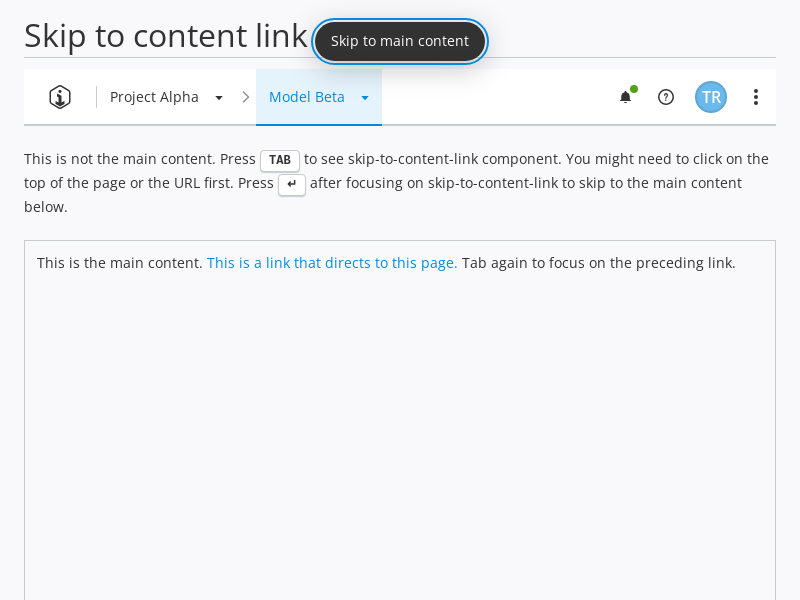 Skip to content link
Skip to main content
Project Alpha
Model Beta
TR
This is not the main content. Press TAB to see skip-to-content-link component. You might need to click on the
top of the page or the URL first. Press ↵ after focusing on skip-to-content-link to skip to the main content
below.
This is the main content. This is a link that directs to this page. Tab again to focus on the preceding link.